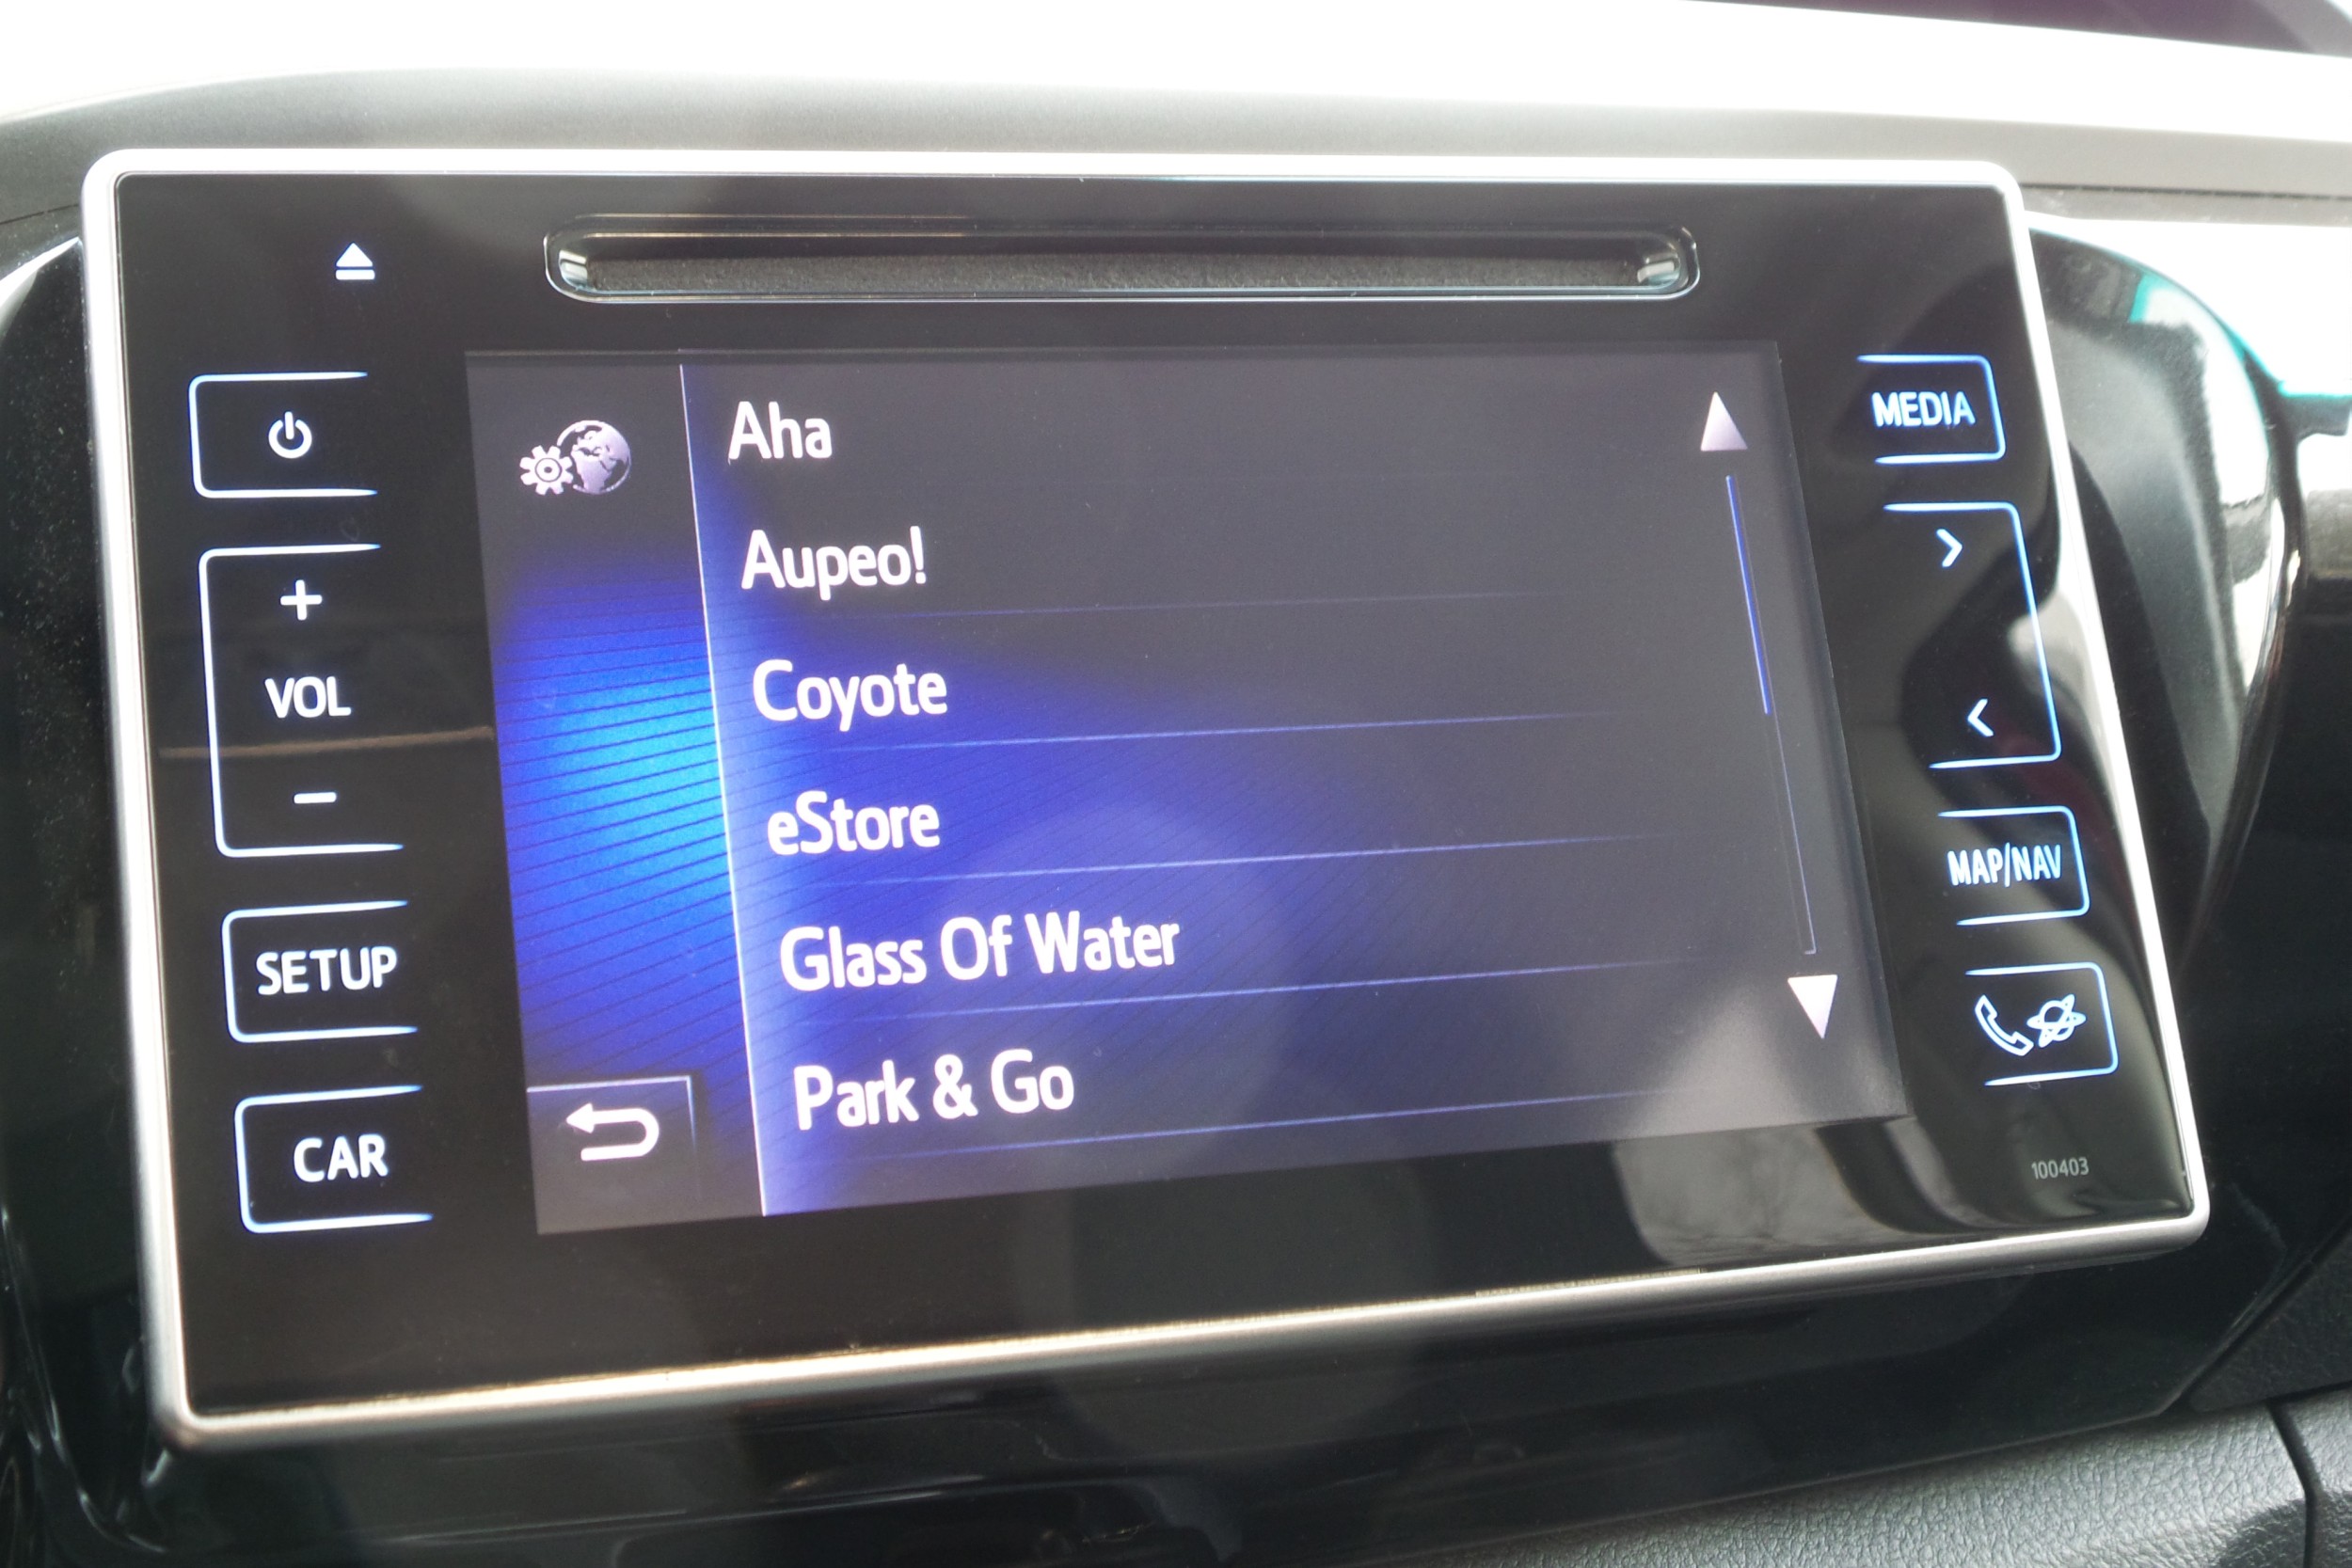 Aha
Aupeo!
Coyote
eStore
Glass Of Water
Park & Go
VOL
SETUP
CAR
MEDIA
MAP/NAV
100403